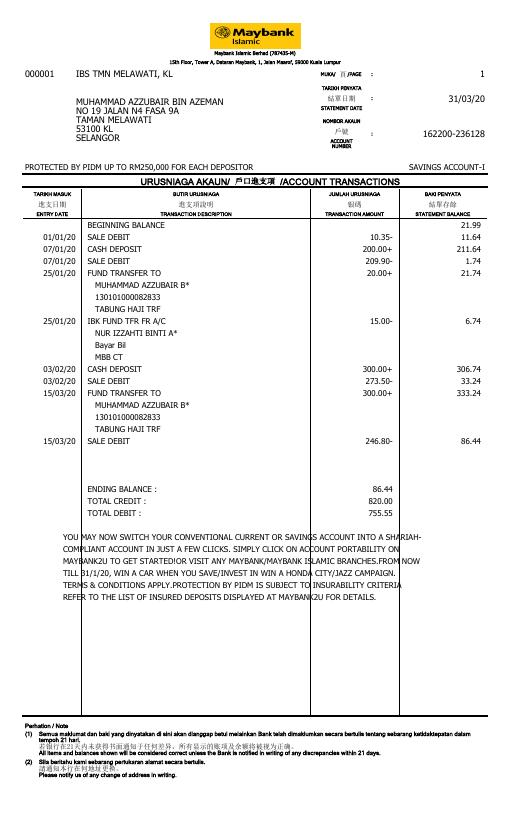 Maybank
Islamic
Maybank Islamic Berhad (787435-M)
15th Floor, Tower A, Dataran Maybank, 1, Jalan Maarof, 59000 Kuala Lumpur
000001 IBS TMN MELAWATI, KL MUKA/ 頁 /PAGE : 1
TARIKH PENYATA
結單日期 : 31/03/20
STATEMENT DATE
MUHAMMAD AZZUBAIR BIN AZEMAN
NO 19 JALAN N4 FASA 9A
TAMAN MELAWATI
53100 KL
SELANGOR
NOMBOR AKAUN
戶號 : 162200-236128
ACCOUNT
NUMBER
PROTECTED BY PIDM UP TO RM250,000 FOR EACH DEPOSITOR SAVINGS ACCOUNT-I
URUSNIAGA AKAUN/ 戶口進支項 /ACCOUNT TRANSACTIONS
TARIKH MASUK BUTIR URUSNIAGA JUMLAH URUSNIAGA BAKI PENYATA
進支日期 進支項說明 銀碼 結單存餘
ENTRY DATE TRANSACTION DESCRIPTION TRANSACTION AMOUNT STATEMENT BALANCE
BEGINNING BALANCE 21.99
01/01/20 SALE DEBIT 10.35- 11.64
07/01/20 CASH DEPOSIT 200.00+ 211.64
07/01/20 SALE DEBIT 209.90- 1.74
25/01/20 FUND TRANSFER TO 20.00+ 21.74
MUHAMMAD AZZUBAIR B*
130101000082833
TABUNG HAJI TRF
25/01/20 IBK FUND TFR FR A/C 15.00- 6.74
NUR IZZAHTI BINTI A*
Bayar Bil
MBB CT
03/02/20 CASH DEPOSIT 300.00+ 306.74
03/02/20 SALE DEBIT 273.50- 33.24
15/03/20 FUND TRANSFER TO 300.00+ 333.24
MUHAMMAD AZZUBAIR B*
130101000082833
TABUNG HAJI TRF
15/03/20 SALE DEBIT 246.80- 86.44
ENDING BALANCE : 86.44
TOTAL CREDIT : 820.00
TOTAL DEBIT : 755.55
YOU MAY NOW SWITCH YOUR CONVENTIONAL CURRENT OR SAVINGS ACCOUNT INTO A SHARIAH-
COMPLIANT ACCOUNT IN JUST A FEW CLICKS. SIMPLY CLICK ON ACCOUNT PORTABILITY ON
MAYBANK2U TO GET STARTED!OR VISIT ANY MAYBANK/MAYBANK ISLAMIC BRANCHES.FROM NOW
TILL 31/1/20, WIN A CAR WHEN YOU SAVE/INVEST IN WIN A HONDA CITY/JAZZ CAMPAIGN.
TERMS & CONDITIONS APPLY.PROTECTION BY PIDM IS SUBJECT TO INSURABILITY CRITERIA
REFER TO THE LIST OF INSURED DEPOSITS DISPLAYED AT MAYBANK2U FOR DETAILS.
Perhation / Note
(1) Semua maklumat dan baki yang dinyatakan di sini akan dianggap betul melainkan Bank telah dimaklumkan secara bertulis tentang sebarang ketidaktepatan dalam
tempoh 21 hari.
若银行在21天内未获得书面通知于任何差异，所有显示的账项及金额将被视为正确。
All items and balances shown will be considered correct unless the Bank is notified in writing of any discrepancies within 21 days.
(2) Sila beritahu kami sebarang pertukaran alamat secara bertulis.
請通知本行任何地址更換。
Please notify us of any change of address in writing.